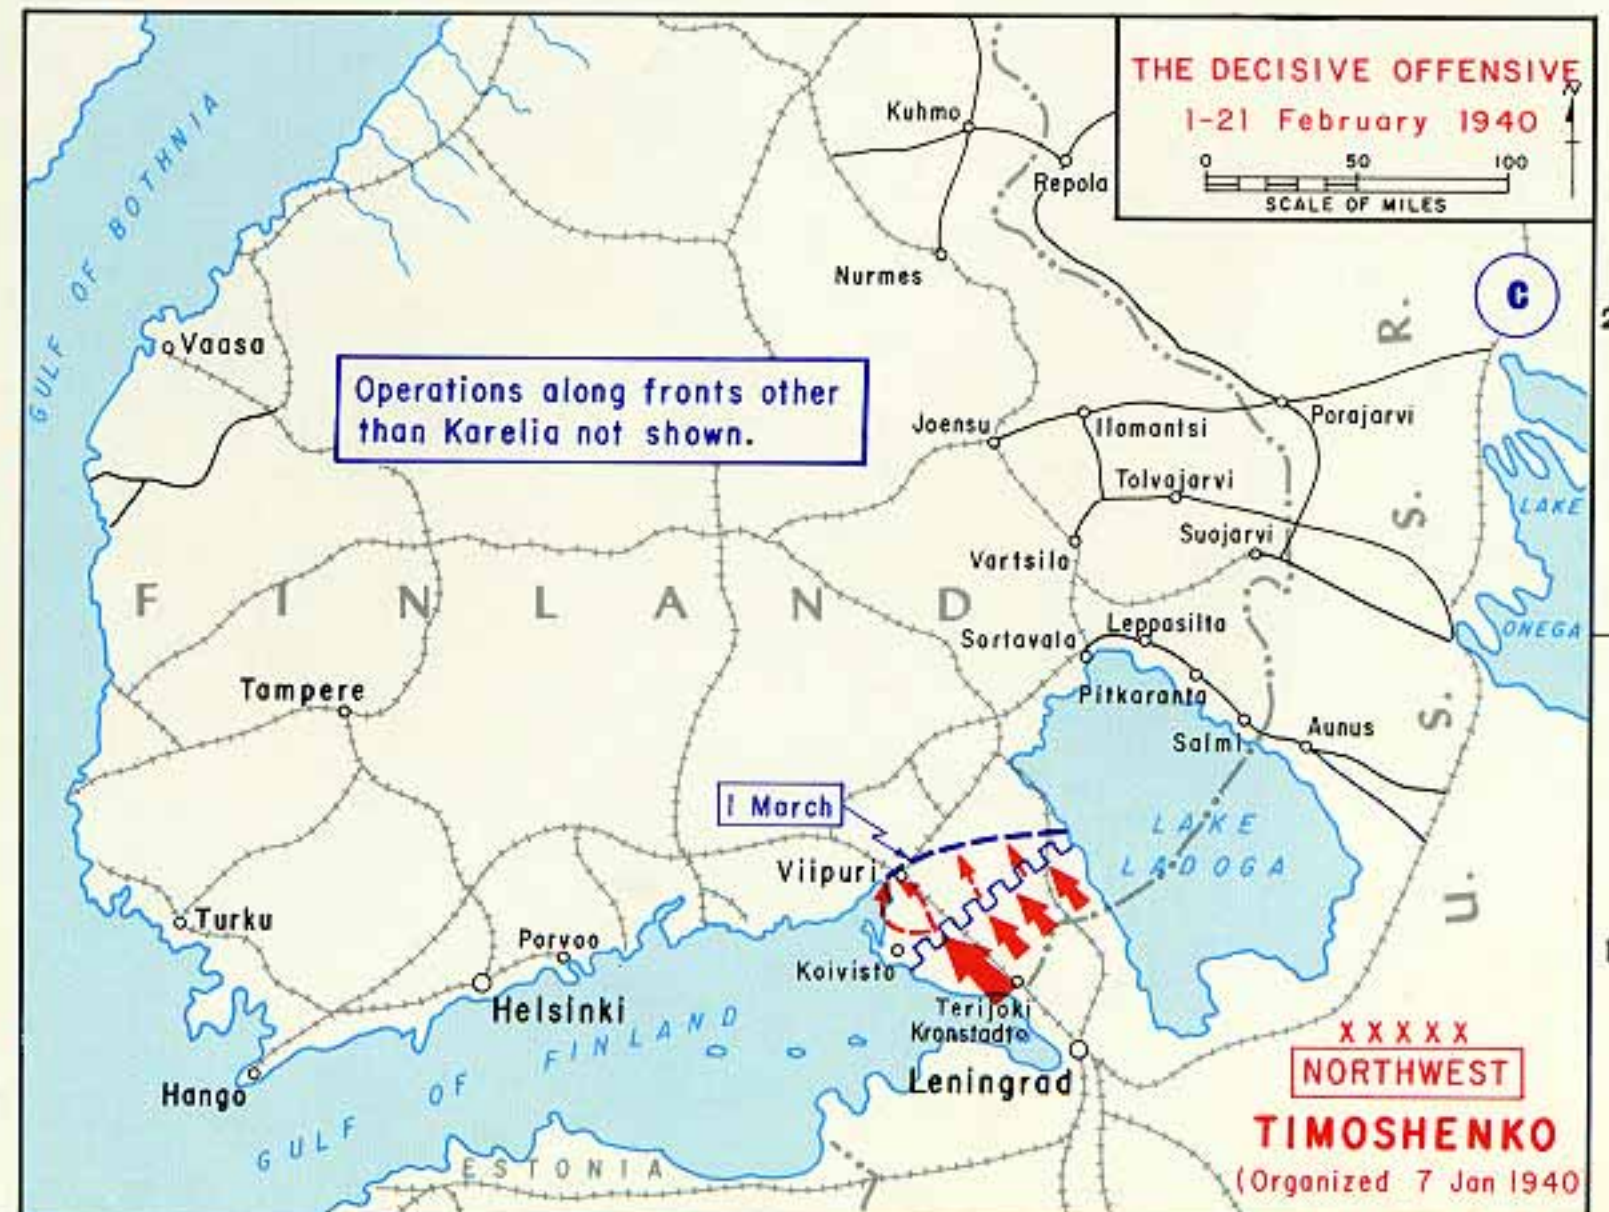 THE DECISIVE OFFENSIVE
1-21 February 1940
N
0 50 100
SCALE OF MILES
C
2
1
GULF OF BOTHNIA
Kuhmo
Repola
Nurmes
Vaasa
Operations along fronts other
than Karelia not shown.
Joensu
Ilomantsi
Porajarvi
Tolvajarvi
Suojarvi
Vartsila
LAKE
ONEGA
FINLAND
Sortavala
Leppasilta
Pitkaranta
Salmi
Aunus
Tampere
U. S. S. R.
1 March
LAKE
LADOGA
Viipuri
Turku
Porvoo
Koivisto
Helsinki
Terijoki
Kronstadt
Leningrad
Hango
GULF OF FINLAND
ESTONIA
XXXXX
NORTHWEST
TIMOSHENKO
(Organized 7 Jan 1940